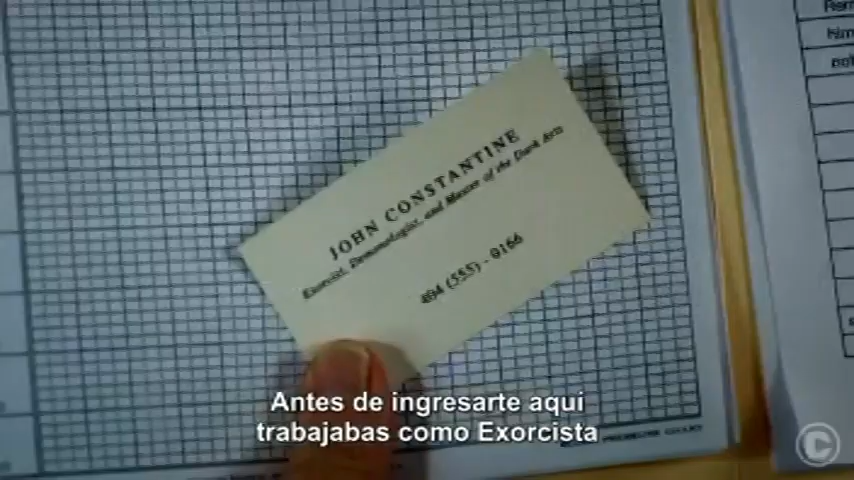 JOHN CONSTANTINE
Exorcist, Demonologist, and Master of the Dark Arts
(555) - 0166
Antes de ingresarte aqui
trabajabas como Exorcista